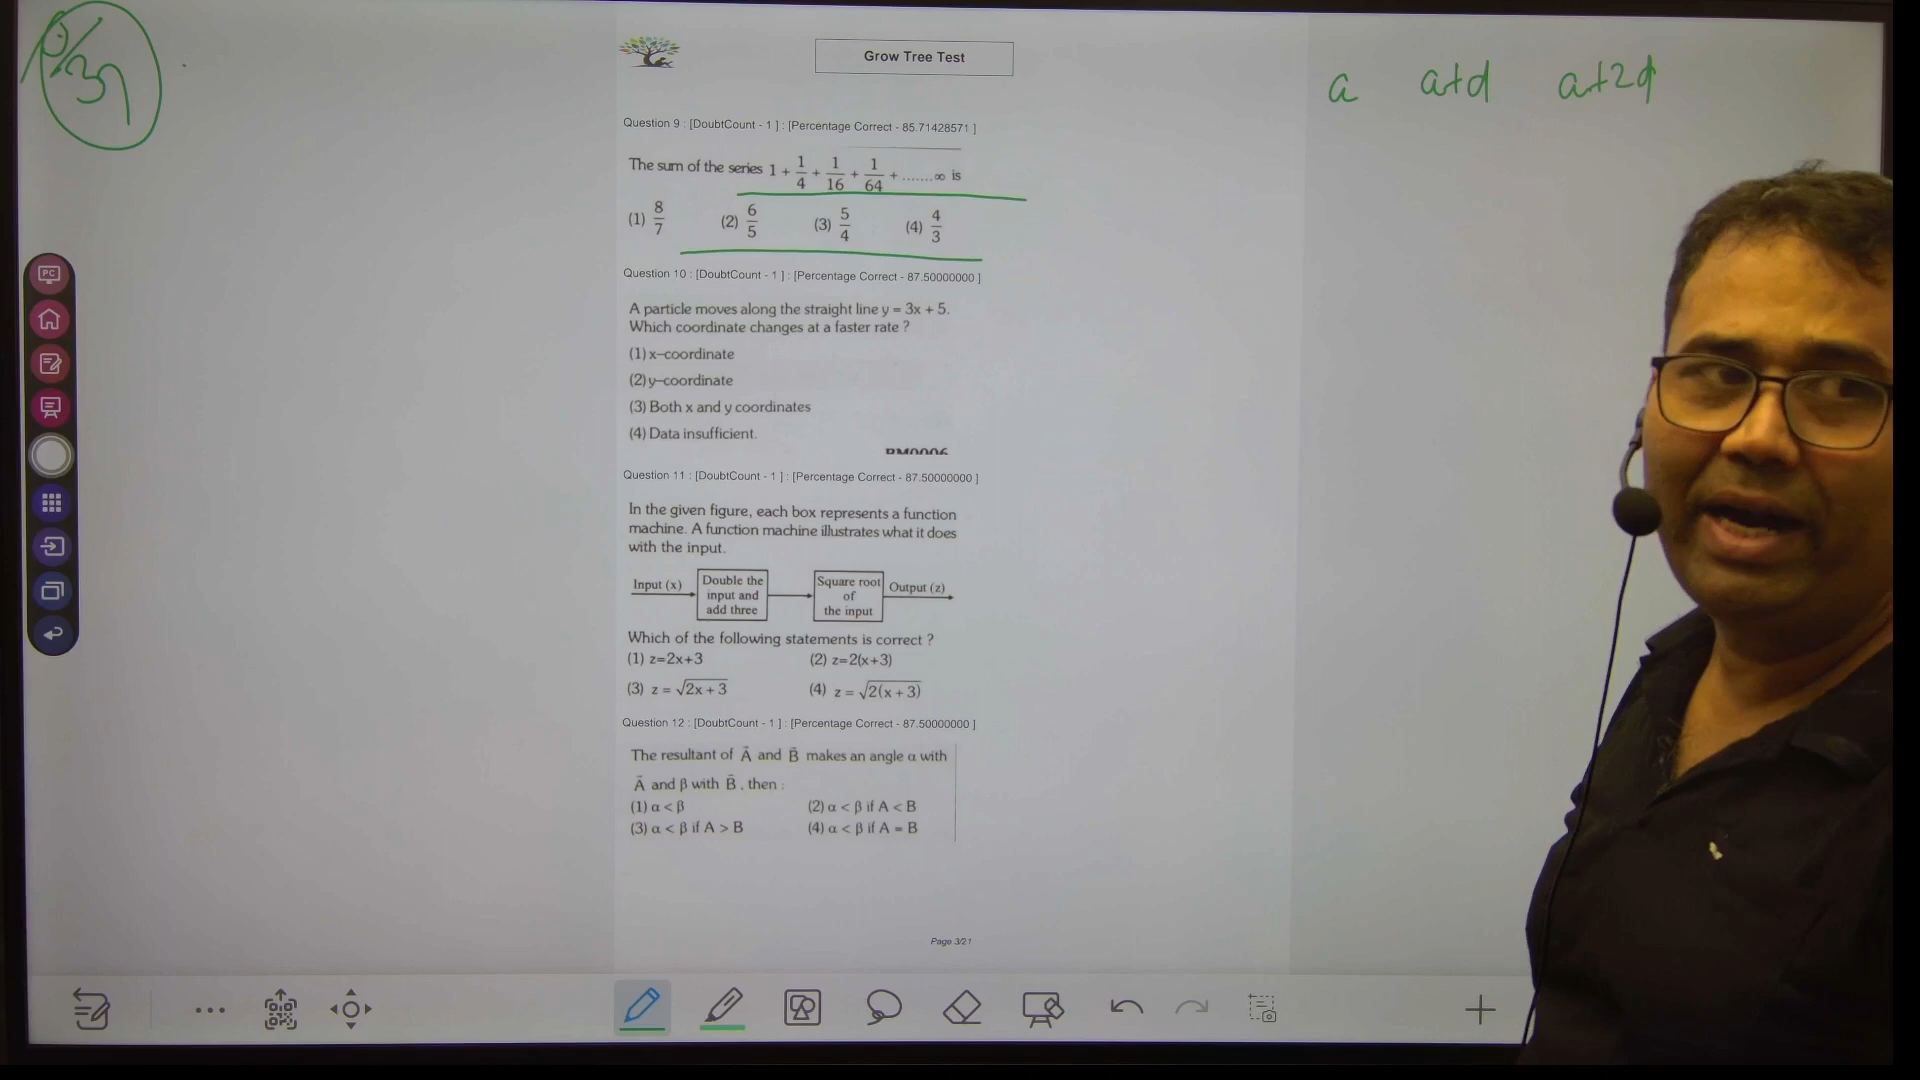 Grow Tree Test
a a+d a+2d
Question 9 : [DoubtCount - 1 ] : [Percentage Correct - 85.71428571 ]
The sum of the series 1 + 1/4 + 1/16 + 1/64 + .......∞ is
(1) 8/7 (2) 6/5 (3) 5/4 (4) 4/3
Question 10 : [DoubtCount - 1 ] : [Percentage Correct - 87.50000000 ]
A particle moves along the straight line y = 3x + 5.
Which coordinate changes at a faster rate ?
(1) x–coordinate
(2) y–coordinate
(3) Both x and y coordinates
(4) Data insufficient.
Question 11 : [DoubtCount - 1 ] : [Percentage Correct - 87.50000000 ]
In the given figure, each box represents a function
machine. A function machine illustrates what it does
with the input.
Input (x) Double the input and add three Square root of the input Output (z)
Which of the following statements is correct ?
(1) z=2x+3 (2) z=2(x+3)
(3) z = √2x + 3 (4) z = √2(x + 3)
Question 12 : [DoubtCount - 1 ] : [Percentage Correct - 87.50000000 ]
The resultant of A⃗ and B⃗ makes an angle α with
A⃗ and β with B⃗ , then :
(1) α < β (2) α < β if A < B
(3) α < β if A > B (4) α < β if A = B
Page 3/21
PC